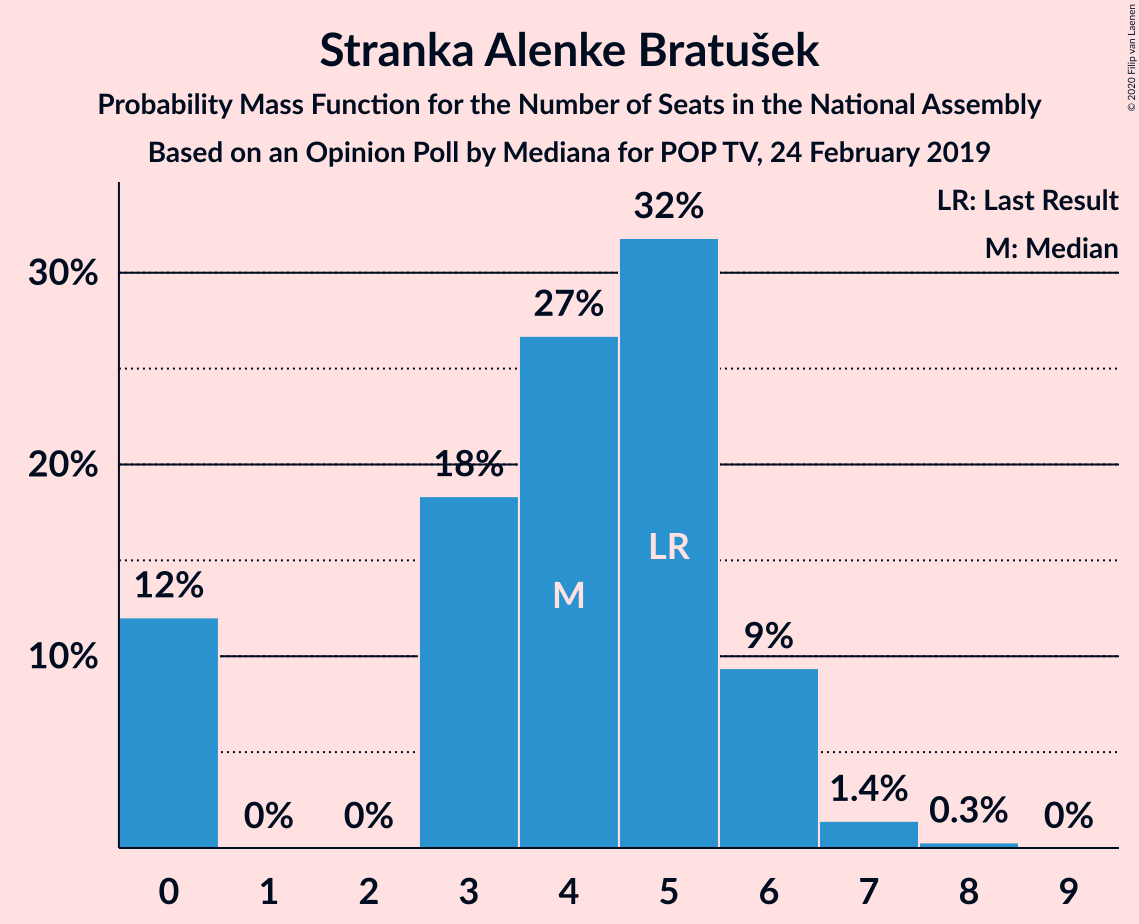 Stranka Alenke Bratušek
Probability Mass Function for the Number of Seats in the National Assembly
Based on an Opinion Poll by Mediana for POP TV, 24 February 2019
© 2020 Filip van Laenen
LR: Last Result
M: Median
30%
20%
10%
12%
0%
0%
18%
27%
32%
9%
1.4%
0.3%
0%
M
LR
0 1 2 3 4 5 6 7 8 9